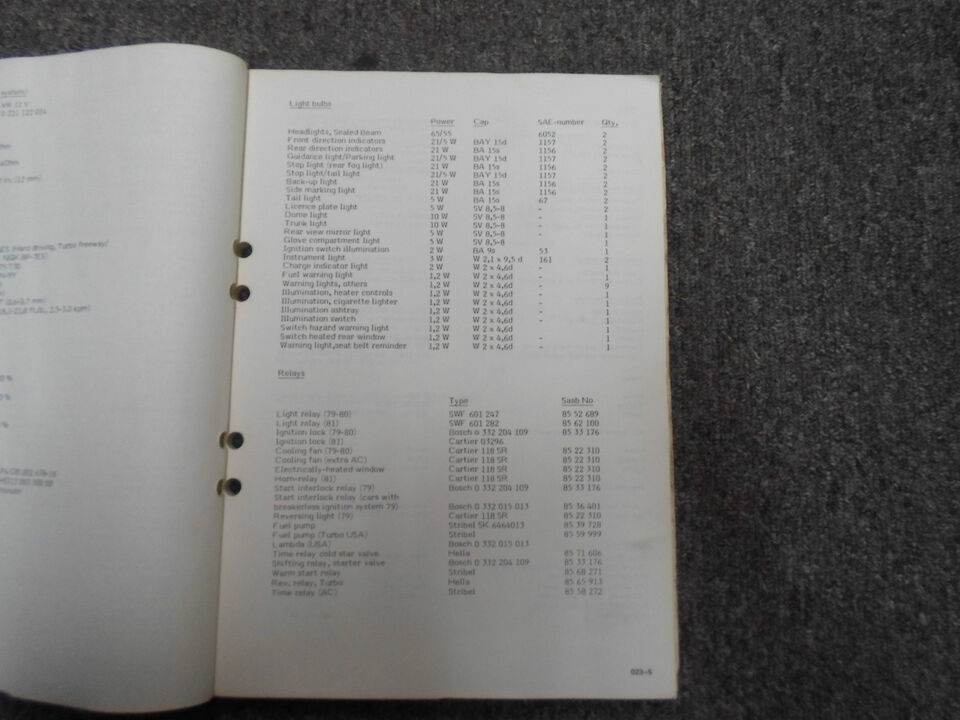 system)
0 221 122 024
in. (12 mm)
(Hard driving, Turbo freeway/
Light bulbs
Power Cap SAE-number Qty.
Headlights, Sealed Beam 65/55 6052 2
Front direction indicators 21/5 W BAY 15d 1157 2
Rear direction indicators 21 W BA 15s 1156 2
Guidance light/Parking light 21/5 W BAY 15d 1157 2
Stop light (rear fog light) 21 W BA 15s 1156 2
Stop light/tail light 21/5 W BAY 15d 1157 2
Back-up light 21 W BA 15s 1156 2
Side marking light 21 W BA 15s 1156 2
Tail light 5 W BA 15s 67 2
Licence plate light 5 W SV 8,5-8 - 2
Dome light 10 W SV 8,5-8 - 1
Trunk light 10 W SV 8,5-8 - 1
Rear view mirror light 5 W SV 8,5-8 - 1
Glove compartment light 5 W SV 8,5-8 - 1
Ignition switch illumination 2 W BA 9s 53 1
Instrument light 3 W W 2,1 x 9,5 d 161 2
Charge indicator light 2 W W 2 x 4,6d - 1
Fuel warning light 1,2 W W 2 x 4,6d - 1
Warning lights, others 1,2 W W 2 x 4,6d - 9
Illumination, heater controls 1,2 W W 2 x 4,6d - 1
Illumination, cigarette lighter 1,2 W W 2 x 4,6d - 1
Illumination ashtray 1,2 W W 2 x 4,6d - 1
Illumination switch 1,2 W W 2 x 4,6d - 1
Switch hazard warning light 1,2 W W 2 x 4,6d 1
Switch heated rear window 1,2 W W 2 x 4,6d - 1
Warning light,seat belt reminder 1,2 W W 2 x 4,6d - 1
Relays
Type Saab No
Light relay (79-80) SWF 601 247 85 52 689
Light relay (81) SWF 601 282 85 62 100
Ignition lock (79-80) Bosch 0 332 204 109 85 33 176
Ignition lock (81) Cartier 03296
Cooling fan (79-80) Cartier 118 SR 85 22 310
Cooling fan (extra AC) Cartier 118 SR 85 22 310
Electrically-heated window Cartier 118 SR 85 22 310
Horn-relay (81) Cartier 118 SR 85 22 310
Start interlock relay (79) Bosch 0 332 204 109 85 33 176
Start interlock relay (cars with
breakerless ignition system 79) Bosch 0 332 015 013 85 36 401
Reversing light (79) Cartier 118 SR 85 22 310
Fuel pump Stribel SK 6464013 85 39 728
Fuel pump (Turbo USA) Stribel 85 59 999
Lambda (USA) Bosch 0 332 015 013
Time relay cold star valve Hella 85 71 606
Shifting relay, starter valve Bosch 0 332 204 109 85 33 176
Warm start relay Stribel 85 68 271
Rev, relay, Turbo Hella 85 65 913
Time relay (AC) Stribel 85 58 272
023-5